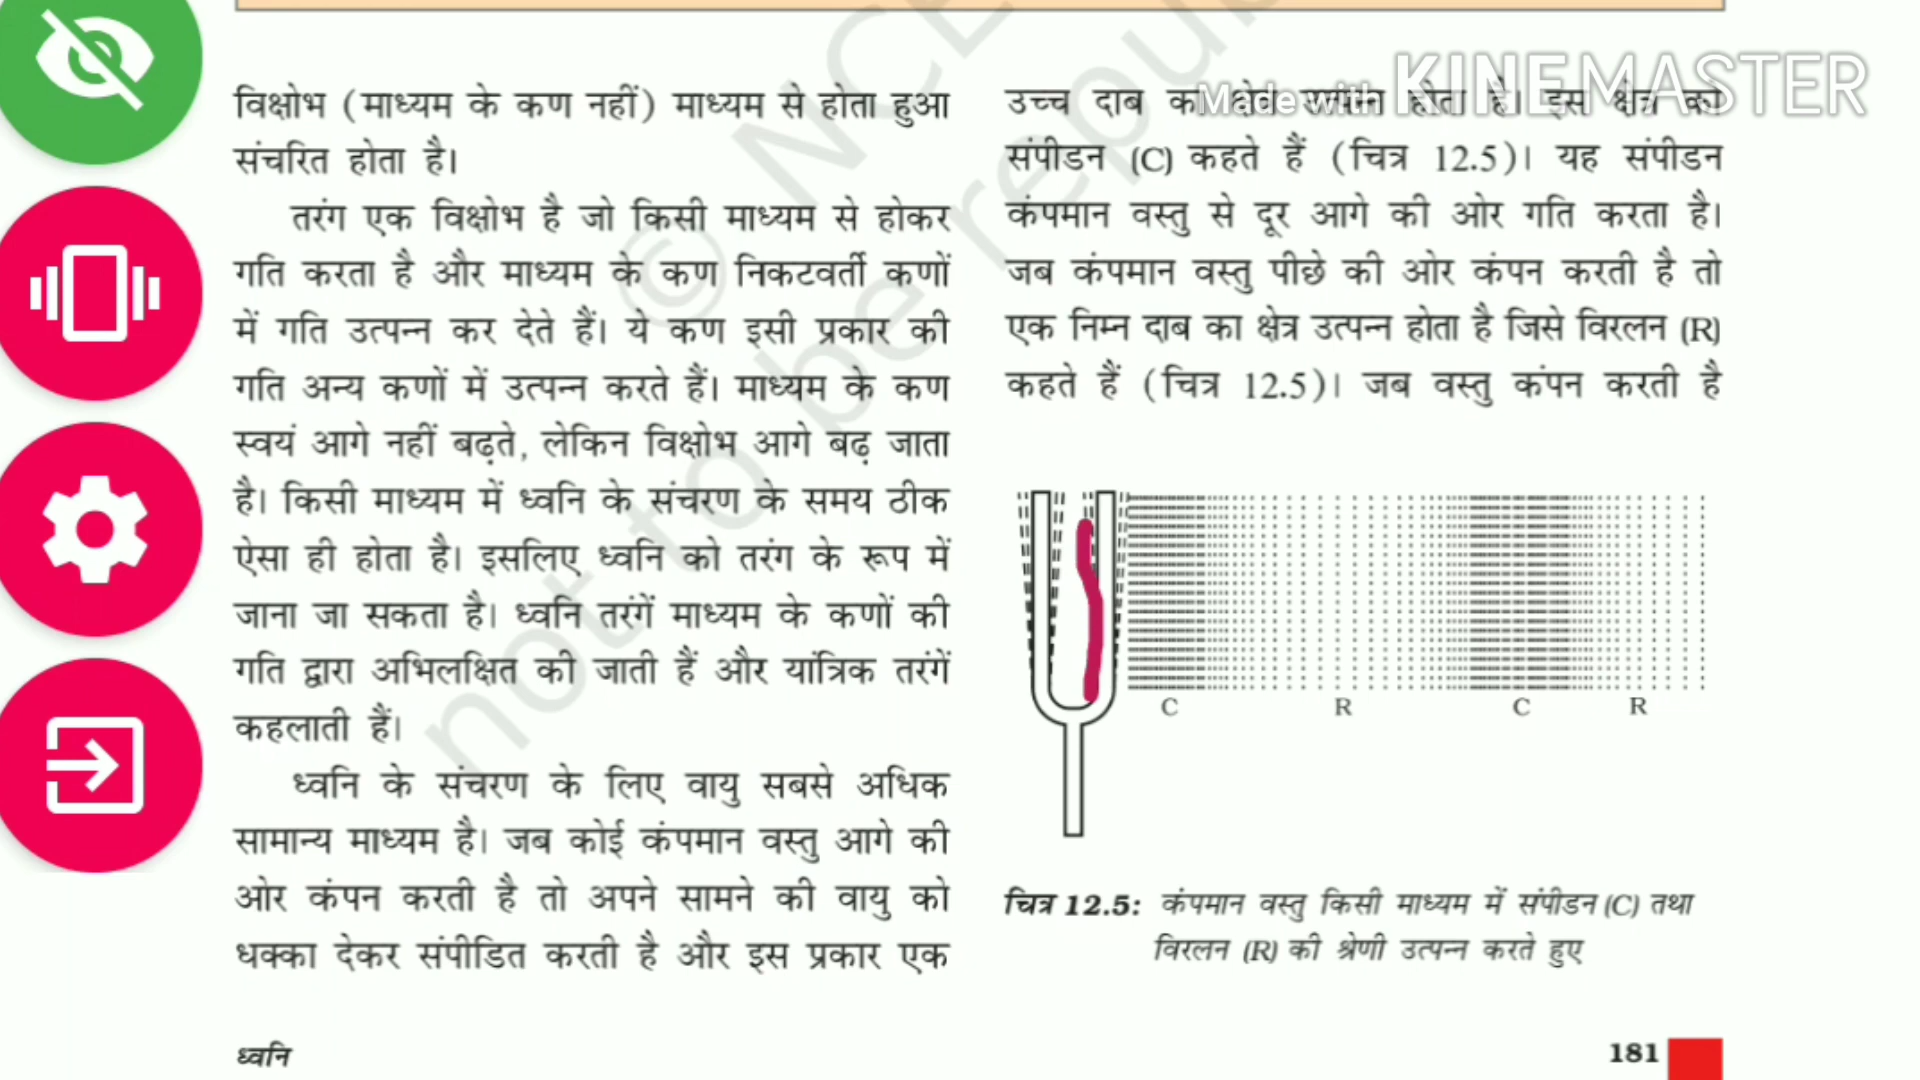 विक्षोभ (माध्यम के कण नहीं) माध्यम से होता हुआ
संचरित होता है।
तरंग एक विक्षोभ है जो किसी माध्यम से होकर
गति करता है और माध्यम के कण निकटवर्ती कणों
में गति उत्पन्न कर देते हैं। ये कण इसी प्रकार की
गति अन्य कणों में उत्पन्न करते हैं। माध्यम के कण
स्वयं आगे नहीं बढ़ते, लेकिन विक्षोभ आगे बढ़ जाता
है। किसी माध्यम में ध्वनि के संचरण के समय ठीक
ऐसा ही होता है। इसलिए ध्वनि को तरंग के रूप में
जाना जा सकता है। ध्वनि तरंगें माध्यम के कणों की
गति द्वारा अभिलक्षित की जाती हैं और यांत्रिक तरंगें
कहलाती हैं।
ध्वनि के संचरण के लिए वायु सबसे अधिक
सामान्य माध्यम है। जब कोई कंपमान वस्तु आगे की
ओर कंपन करती है तो अपने सामने की वायु को
धक्का देकर संपीडित करती है और इस प्रकार एक
उच्च दाब का क्षेत्र उत्पन्न होता है। इस क्षेत्र को
संपीडन (C) कहते हैं (चित्र 12.5)। यह संपीडन
कंपमान वस्तु से दूर आगे की ओर गति करता है।
जब कंपमान वस्तु पीछे की ओर कंपन करती है तो
एक निम्न दाब का क्षेत्र उत्पन्न होता है जिसे विरलन (R)
कहते हैं (चित्र 12.5)। जब वस्तु कंपन करती है
C R C R
चित्र 12.5: कंपमान वस्तु किसी माध्यम में संपीडन (C) तथा
विरलन (R) की श्रेणी उत्पन्न करते हुए
ध्वनि
181
Made with KINEMASTER
© NCE
not to be repu